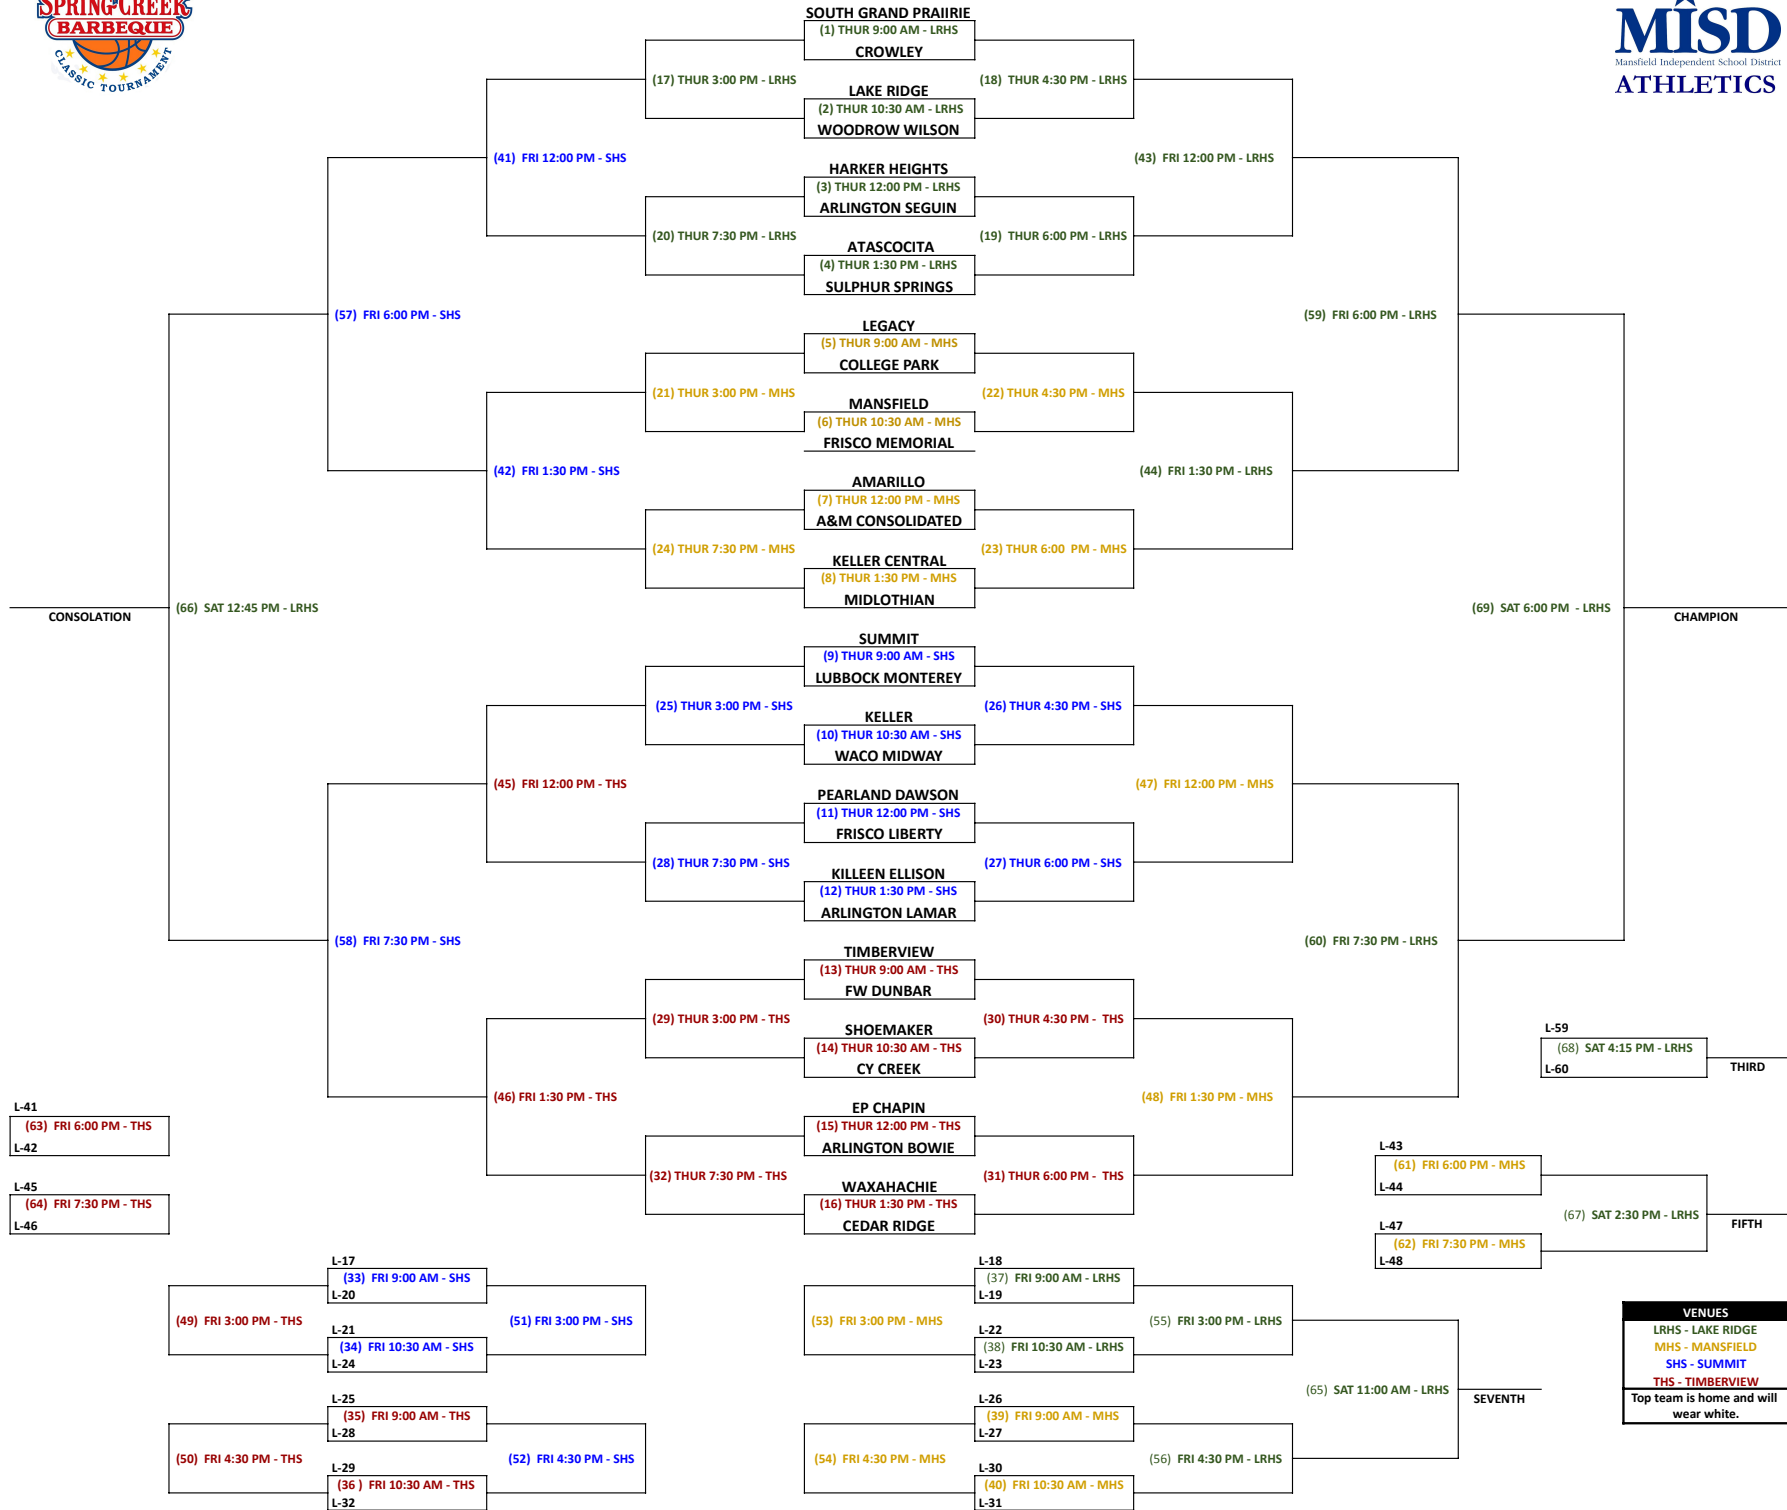 SPRING CREEK
BARBEQUE
CLASSIC TOURNAMENT
MISD
Mansfield Independent School District
ATHLETICS
SOUTH GRAND PRAIIRIE
(1) THUR 9:00 AM - LRHS
CROWLEY
(17) THUR 3:00 PM - LRHS
(18) THUR 4:30 PM - LRHS
LAKE RIDGE
(2) THUR 10:30 AM - LRHS
WOODROW WILSON
(41) FRI 12:00 PM - SHS
(43) FRI 12:00 PM - LRHS
HARKER HEIGHTS
(3) THUR 12:00 PM - LRHS
ARLINGTON SEGUIN
(20) THUR 7:30 PM - LRHS
(19) THUR 6:00 PM - LRHS
ATASCOCITA
(4) THUR 1:30 PM - LRHS
SULPHUR SPRINGS
(57) FRI 6:00 PM - SHS
(59) FRI 6:00 PM - LRHS
LEGACY
(5) THUR 9:00 AM - MHS
COLLEGE PARK
(21) THUR 3:00 PM - MHS
(22) THUR 4:30 PM - MHS
MANSFIELD
(6) THUR 10:30 AM - MHS
FRISCO MEMORIAL
(42) FRI 1:30 PM - SHS
(44) FRI 1:30 PM - LRHS
AMARILLO
(7) THUR 12:00 PM - MHS
A&M CONSOLIDATED
(24) THUR 7:30 PM - MHS
(23) THUR 6:00 PM - MHS
KELLER CENTRAL
(8) THUR 1:30 PM - MHS
MIDLOTHIAN
CONSOLATION
(66) SAT 12:45 PM - LRHS
(69) SAT 6:00 PM - LRHS
CHAMPION
SUMMIT
(9) THUR 9:00 AM - SHS
LUBBOCK MONTEREY
(25) THUR 3:00 PM - SHS
(26) THUR 4:30 PM - SHS
KELLER
(10) THUR 10:30 AM - SHS
WACO MIDWAY
(45) FRI 12:00 PM - THS
(47) FRI 12:00 PM - MHS
PEARLAND DAWSON
(11) THUR 12:00 PM - SHS
FRISCO LIBERTY
(28) THUR 7:30 PM - SHS
(27) THUR 6:00 PM - SHS
KILLEEN ELLISON
(12) THUR 1:30 PM - SHS
ARLINGTON LAMAR
(58) FRI 7:30 PM - SHS
(60) FRI 7:30 PM - LRHS
TIMBERVIEW
(13) THUR 9:00 AM - THS
FW DUNBAR
(29) THUR 3:00 PM - THS
(30) THUR 4:30 PM - THS
SHOEMAKER
(14) THUR 10:30 AM - THS
CY CREEK
(46) FRI 1:30 PM - THS
(48) FRI 1:30 PM - MHS
EP CHAPIN
(15) THUR 12:00 PM - THS
ARLINGTON BOWIE
(32) THUR 7:30 PM - THS
(31) THUR 6:00 PM - THS
WAXAHACHIE
(16) THUR 1:30 PM - THS
CEDAR RIDGE
L-59
(68) SAT 4:15 PM - LRHS
L-60
THIRD
L-41
(63) FRI 6:00 PM - THS
L-42
L-45
(64) FRI 7:30 PM - THS
L-46
L-43
(61) FRI 6:00 PM - MHS
L-44
(67) SAT 2:30 PM - LRHS
FIFTH
L-47
(62) FRI 7:30 PM - MHS
L-48
L-17
(33) FRI 9:00 AM - SHS
L-20
(49) FRI 3:00 PM - THS
(51) FRI 3:00 PM - SHS
L-21
(34) FRI 10:30 AM - SHS
L-24
L-25
(35) FRI 9:00 AM - THS
L-28
(50) FRI 4:30 PM - THS
(52) FRI 4:30 PM - SHS
L-29
(36 ) FRI 10:30 AM - THS
L-32
L-18
(37) FRI 9:00 AM - LRHS
L-19
(53) FRI 3:00 PM - MHS
(55) FRI 3:00 PM - LRHS
L-22
(38) FRI 10:30 AM - LRHS
L-23
(65) SAT 11:00 AM - LRHS
SEVENTH
L-26
(39) FRI 9:00 AM - MHS
L-27
(54) FRI 4:30 PM - MHS
(56) FRI 4:30 PM - LRHS
L-30
(40) FRI 10:30 AM - MHS
L-31
VENUES
LRHS - LAKE RIDGE
MHS - MANSFIELD
SHS - SUMMIT
THS - TIMBERVIEW
Top team is home and will
wear white.